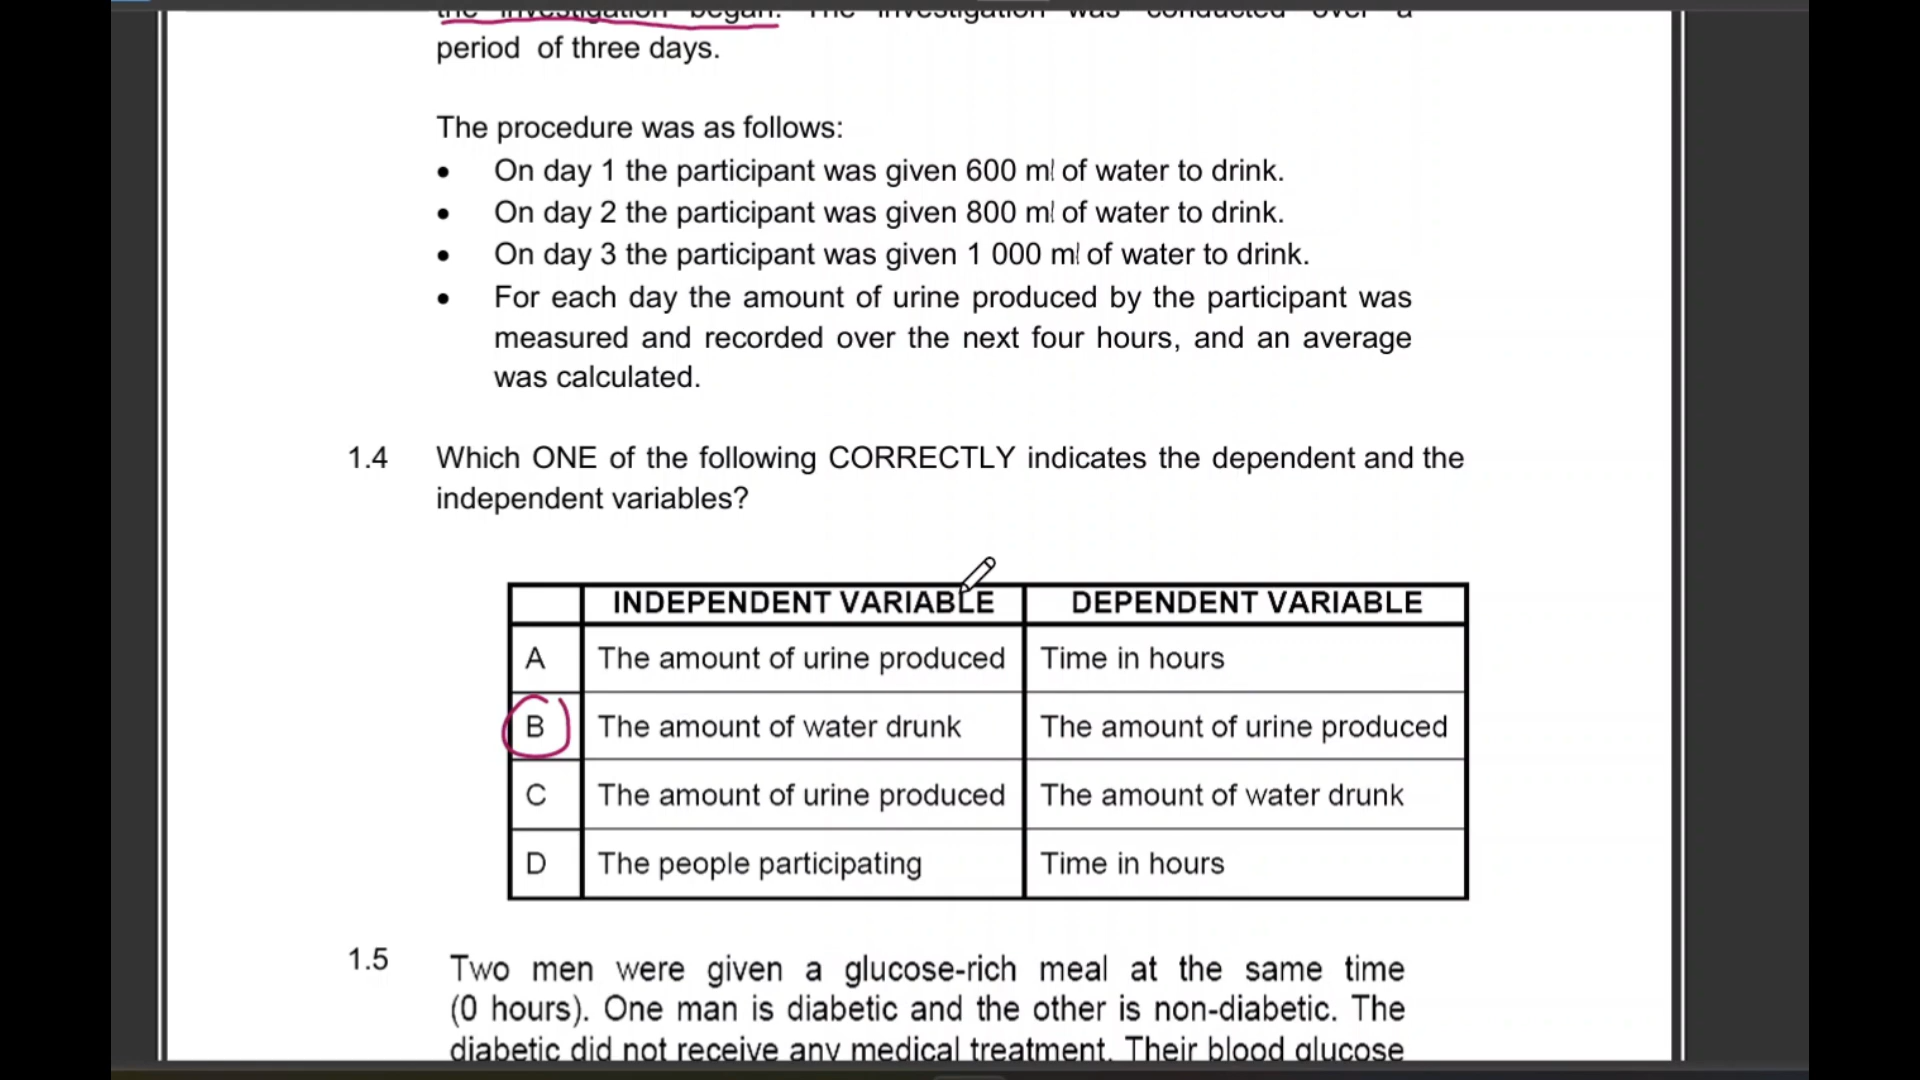 the investigation began. The investigation was conducted over a
period of three days.
The procedure was as follows:
• On day 1 the participant was given 600 ml of water to drink.
• On day 2 the participant was given 800 ml of water to drink.
• On day 3 the participant was given 1 000 ml of water to drink.
• For each day the amount of urine produced by the participant was
measured and recorded over the next four hours, and an average
was calculated.
1.4 Which ONE of the following CORRECTLY indicates the dependent and the
independent variables?
INDEPENDENT VARIABLE DEPENDENT VARIABLE
A The amount of urine produced Time in hours
B The amount of water drunk The amount of urine produced
C The amount of urine produced The amount of water drunk
D The people participating Time in hours
1.5 Two men were given a glucose-rich meal at the same time
(0 hours). One man is diabetic and the other is non-diabetic. The
diabetic did not receive any medical treatment. Their blood glucose